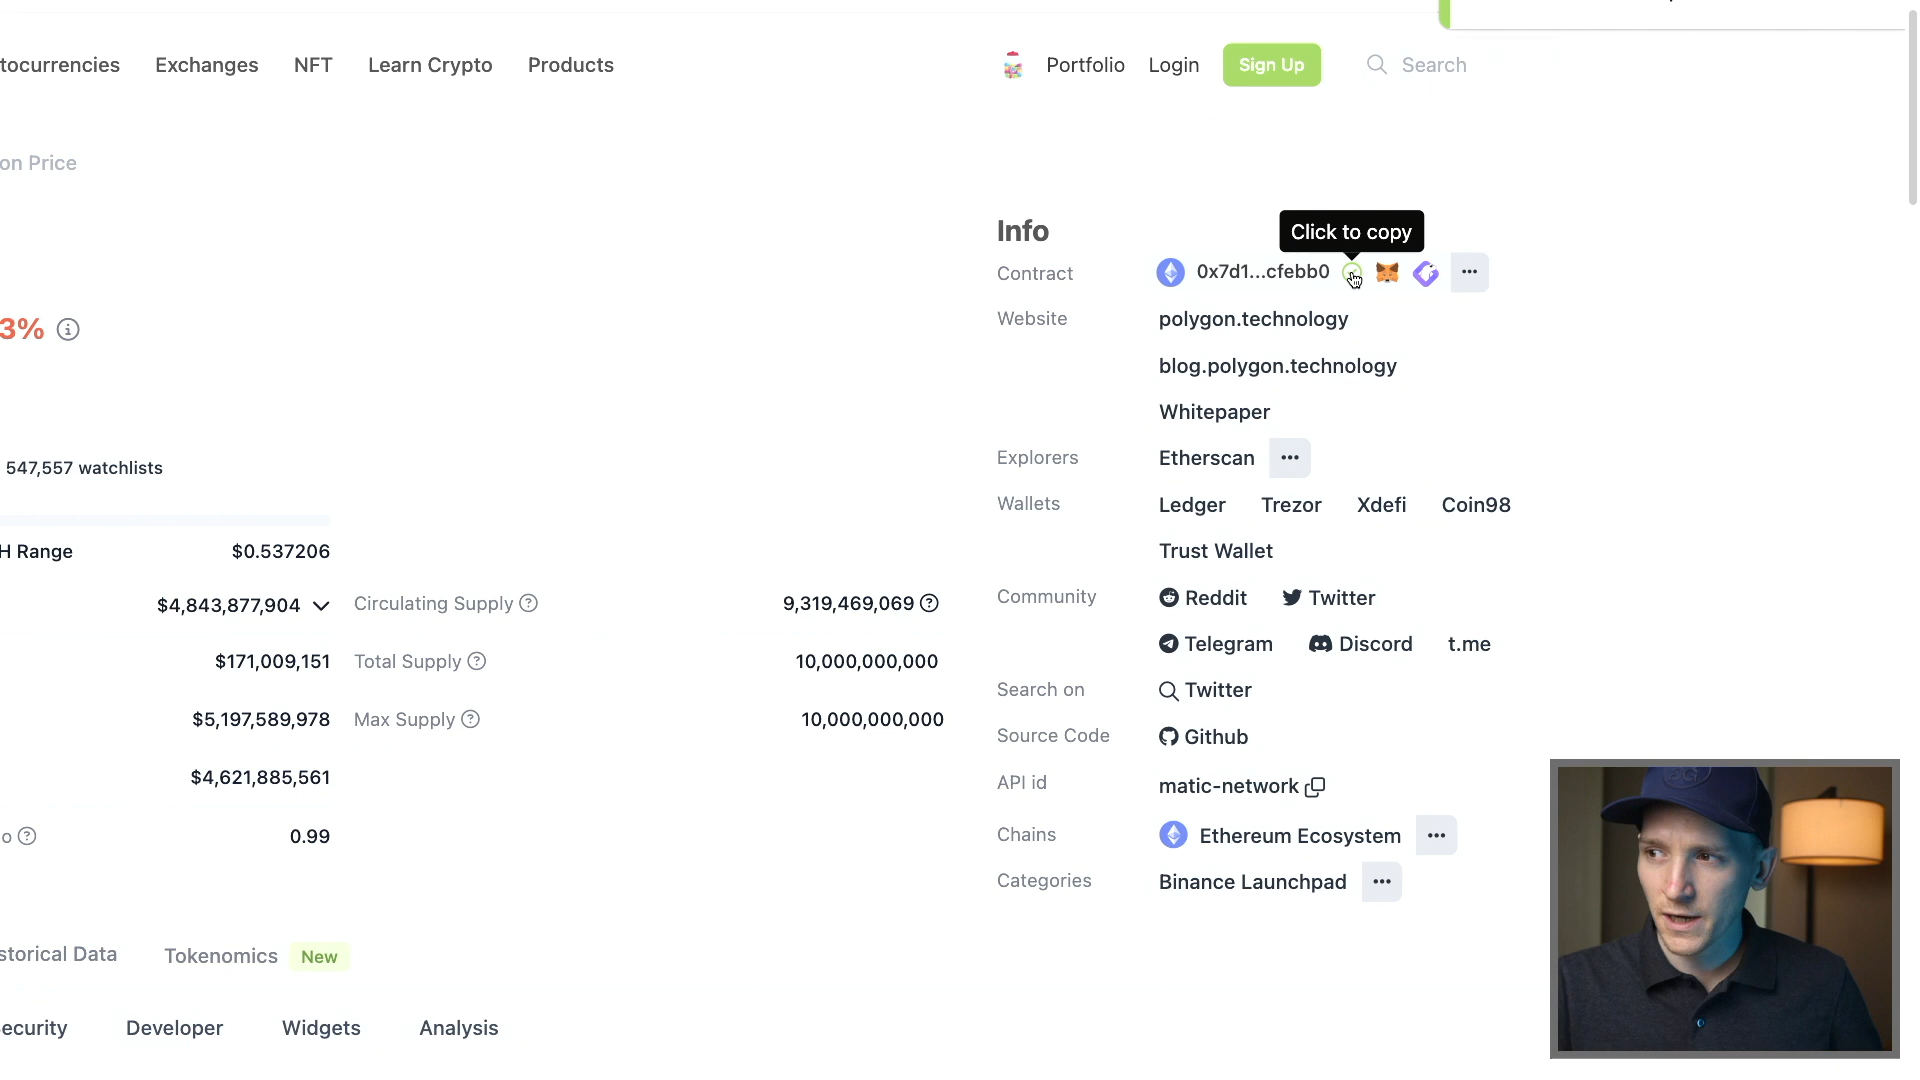 tocurrencies Exchanges NFT Learn Crypto Products Portfolio Login Sign Up Search
on Price
Click to copy
Info
Contract 0x7d1...cfebb0 •••
Website polygon.technology
3%
blog.polygon.technology
Whitepaper
Explorers Etherscan •••
547,557 watchlists
Wallets Ledger Trezor Xdefi Coin98
H Range $0.537206
Trust Wallet
$4,843,877,904 Circulating Supply 9,319,469,069
Community Reddit Twitter
Telegram Discord t.me
$171,009,151 Total Supply 10,000,000,000
Search on Twitter
$5,197,589,978 Max Supply 10,000,000,000
Source Code Github
$4,621,885,561
API id matic-network
o 0.99
Chains Ethereum Ecosystem •••
Categories Binance Launchpad •••
storical Data Tokenomics New
ecurity Developer Widgets Analysis